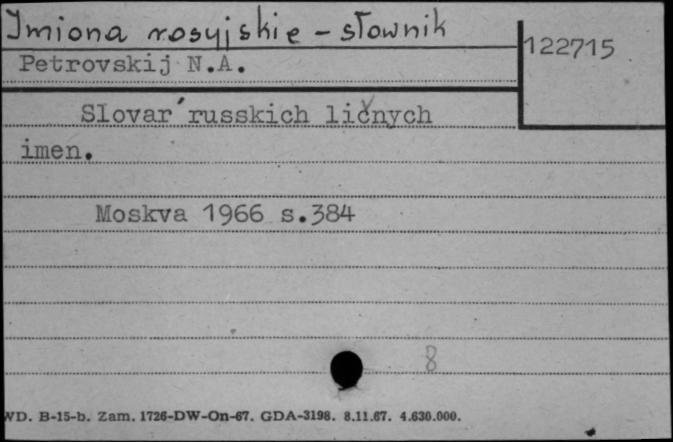 Imiona rosyjskie - słownik
122715
Petrovskij N.A.
Slovar' russkich ličnych
imen.
Moskva 1966 s.384
8
WD. B-15-b. Zam. 1726-DW-On-67. GDA-3198. 8.11.67. 4.630.000.